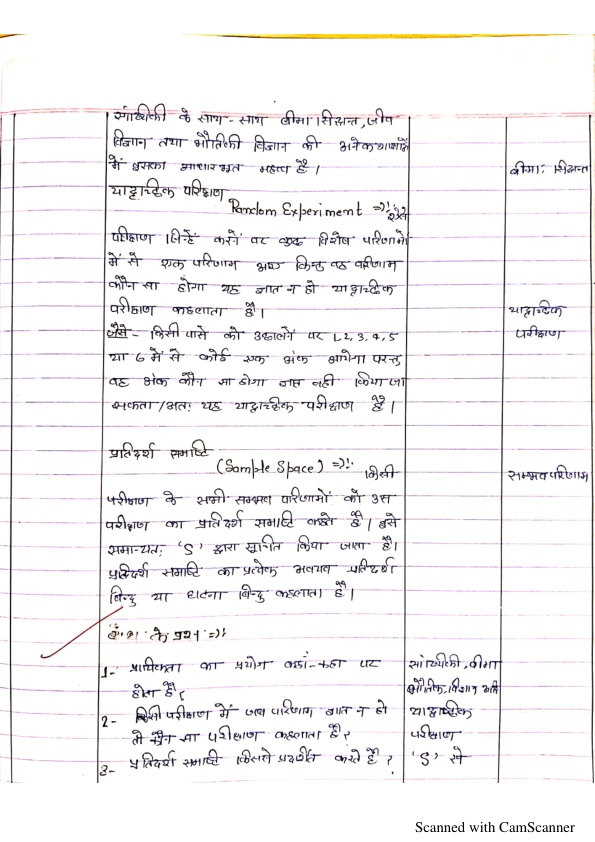 सांख्यिकी के साथ-साथ बीमा सिद्धान्त, जीव
विज्ञान तथा भौतिकी विज्ञान की अनेक शाखाओं
में इसका आधारभूत महत्व है।
बीमा: सिद्धान्त
यादृच्छिक परीक्षण
Random Experiment =>!: ऐसे
परीक्षण जिन्हें करने पर कुछ विशेष परिणामों
में से एक परिणाम आए किन्तु वह परिणाम
कौन सा होगा यह ज्ञात न हो यादृच्छिक
परीक्षण कहलाता है।
यादृच्छिक
परीक्षण
जैसे- किसी पासे को उछालने पर 1, 2, 3, 4, 5
या 6 में से कोई एक अंक आयेगा परन्तु
वह अंक कौन सा होगा ज्ञात नहीं किया जा
सकता/अतः यह यादृच्छिक परीक्षण है।
प्रतिदर्श समष्टि
(Sample Space) =>!: किसी
सम्भव परिणाम
परीक्षण के सभी सम्भव परिणामों को उस
परीक्षण का प्रतिदर्श समष्टि कहते है। इसे
समान्यत: 'S' द्वारा सूचित किया जाता है।
प्रतिदर्श समष्टि का प्रत्येक अवयव प्रतिदर्श
बिन्दु या घटना बिन्दु कहलाता है।
के प्रश्न =>!:
1- प्रायिकता का प्रयोग कहां-कहा पर
होता है?
सांख्यिकी, बीमा
भौतिक, विज्ञान आदि
2- किसी परीक्षण में जब परिणाम ज्ञात न हो
तो कौन सा परीक्षण कहलाता है?
यादृच्छिक
परीक्षण
3- प्रतिदर्श समष्टि किससे प्रदर्शित करते है?
'S' से
Scanned with CamScanner